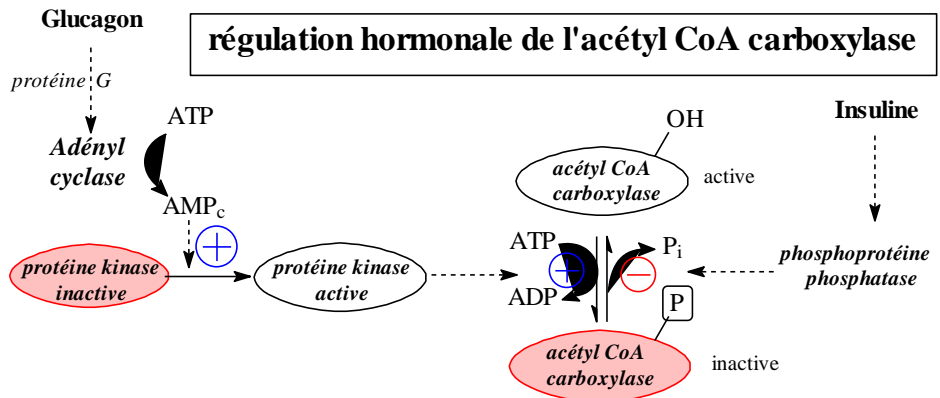 Glucagon
régulation hormonale de l'acétyl CoA carboxylase
protéine G
ATP
Adényl
cyclase
AMPc
OH
Insuline
acétyl CoA
carboxylase
active
protéine kinase
inactive
protéine kinase
active
ATP
ADP
Pi
phosphoprotéine
phosphatase
P
acétyl CoA
carboxylase
inactive